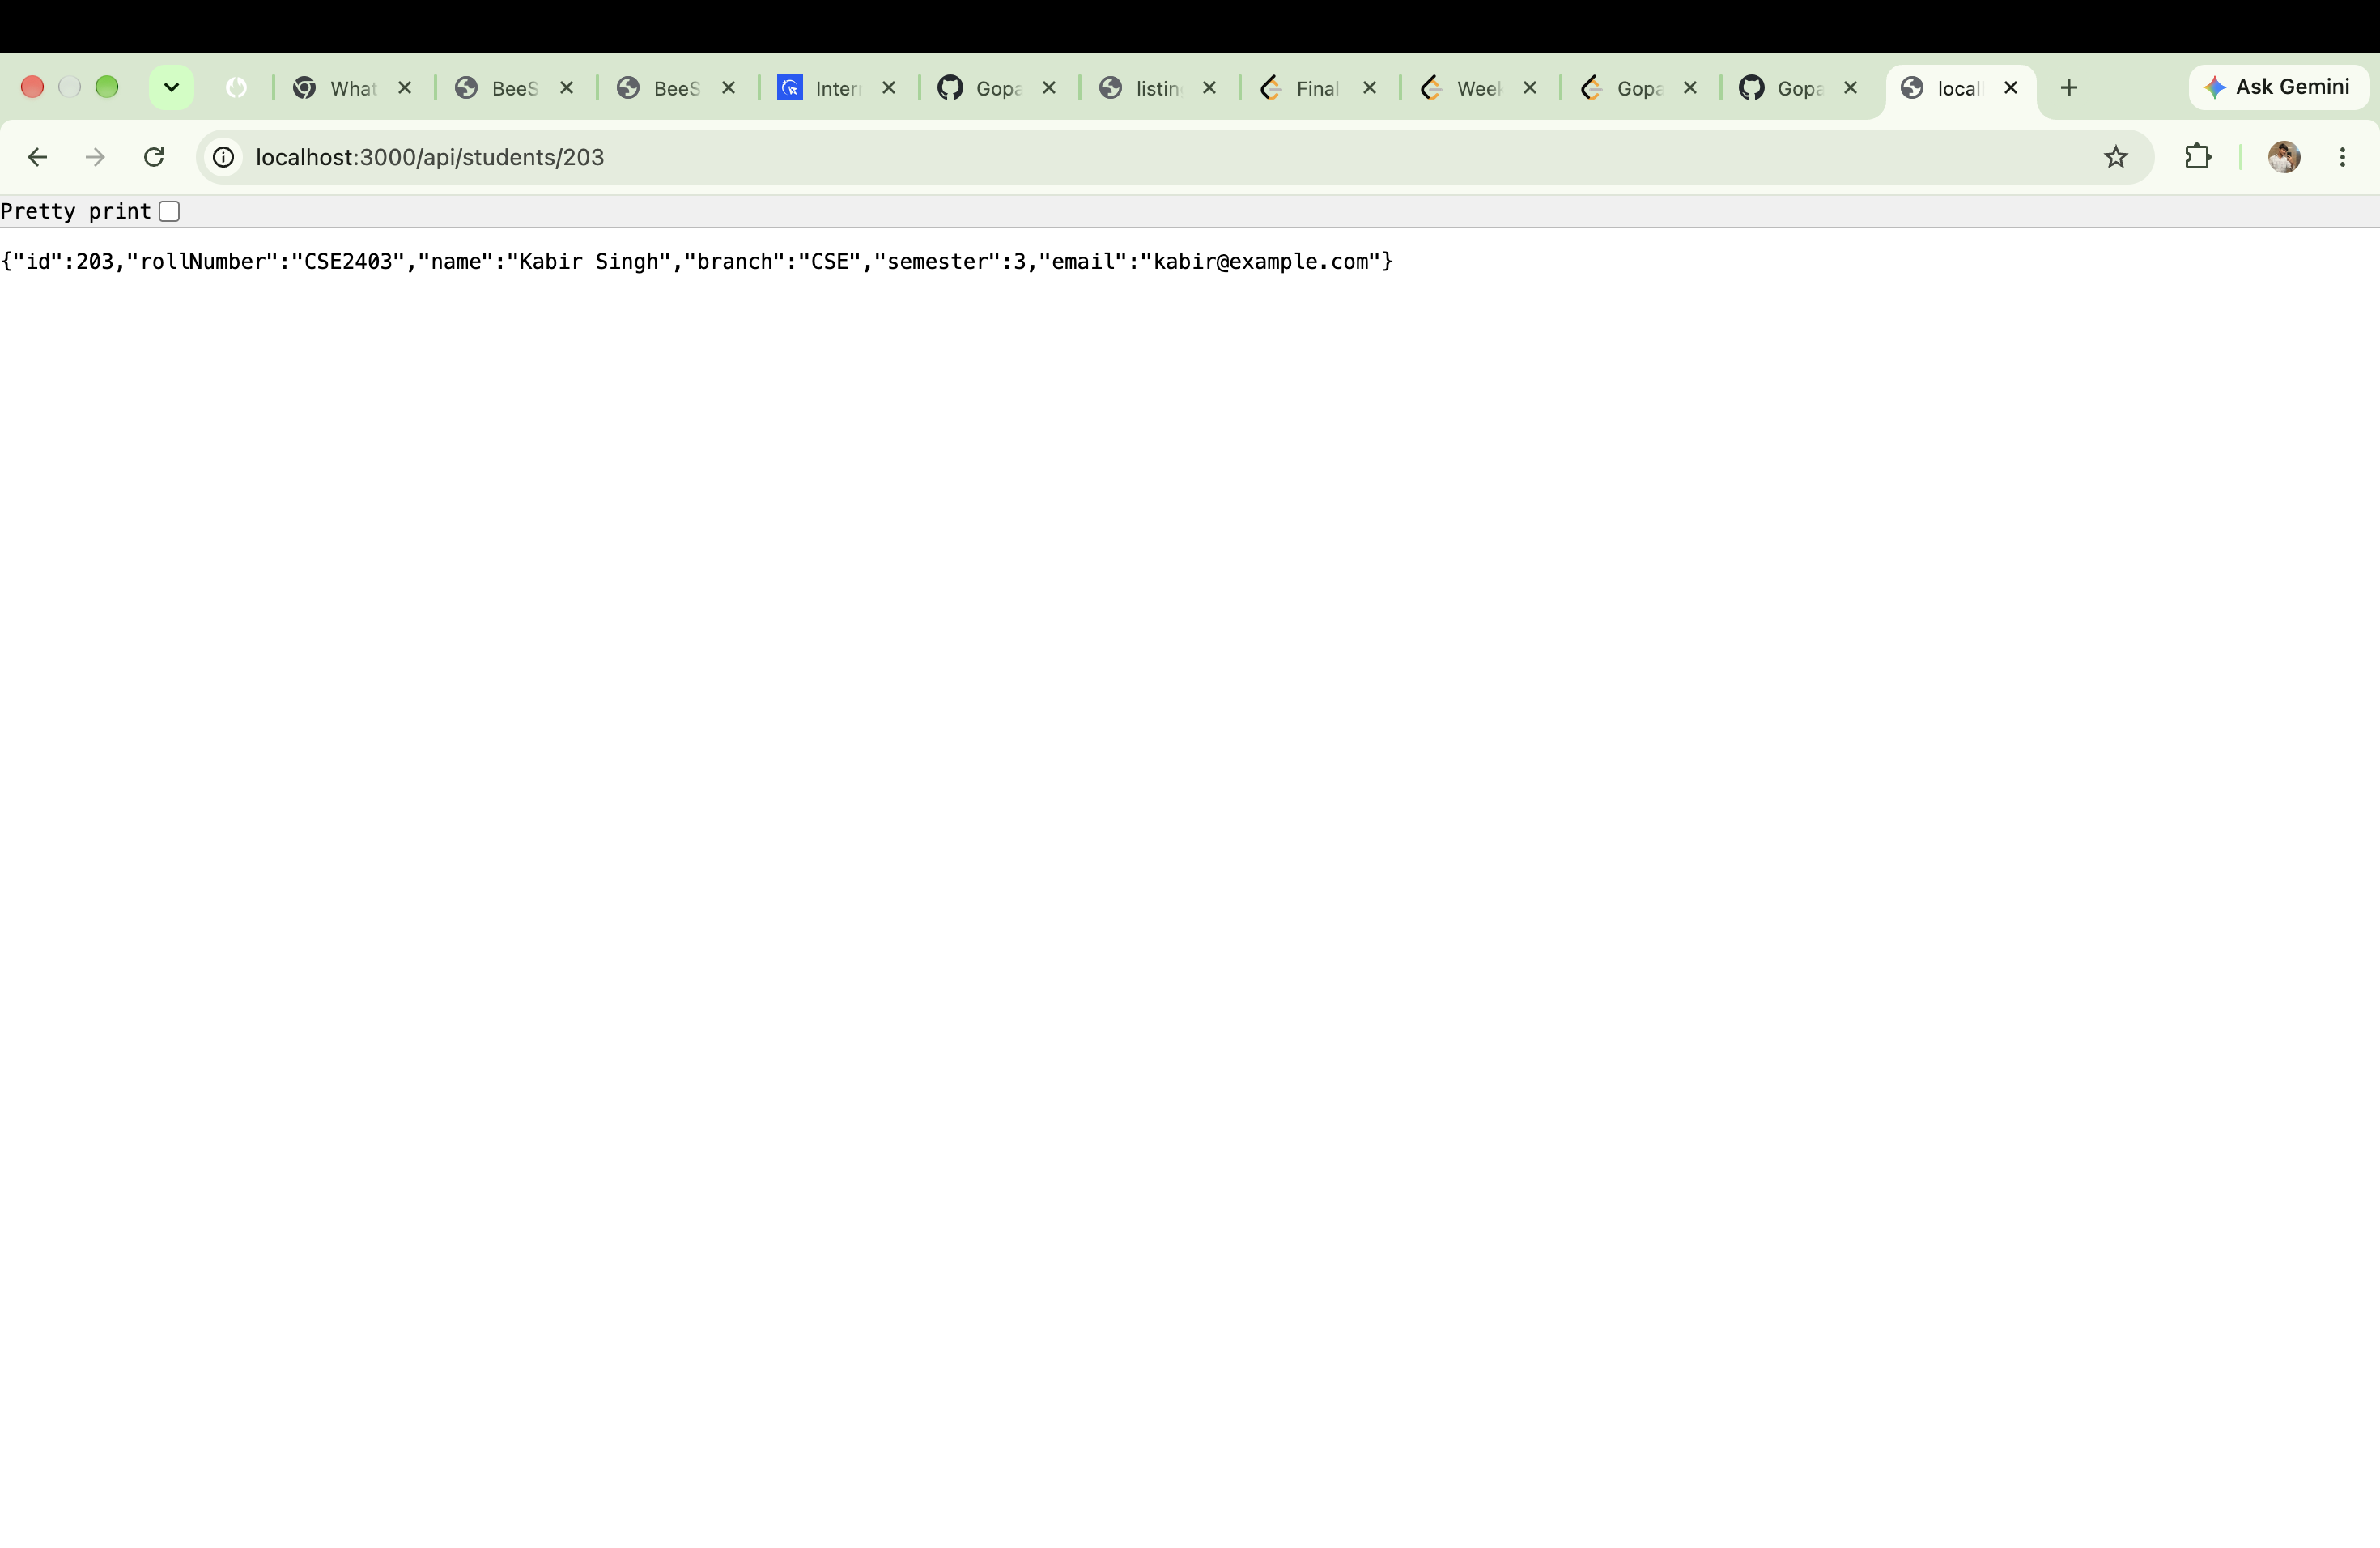 What
BeeS
BeeS
Inter
Gopa
listin
Final
Week
Gopa
Gopa
local
Ask Gemini
localhost:3000/api/students/203
Pretty print
{"id":203,"rollNumber":"CSE2403","name":"Kabir Singh","branch":"CSE","semester":3,"email":"kabir@example.com"}